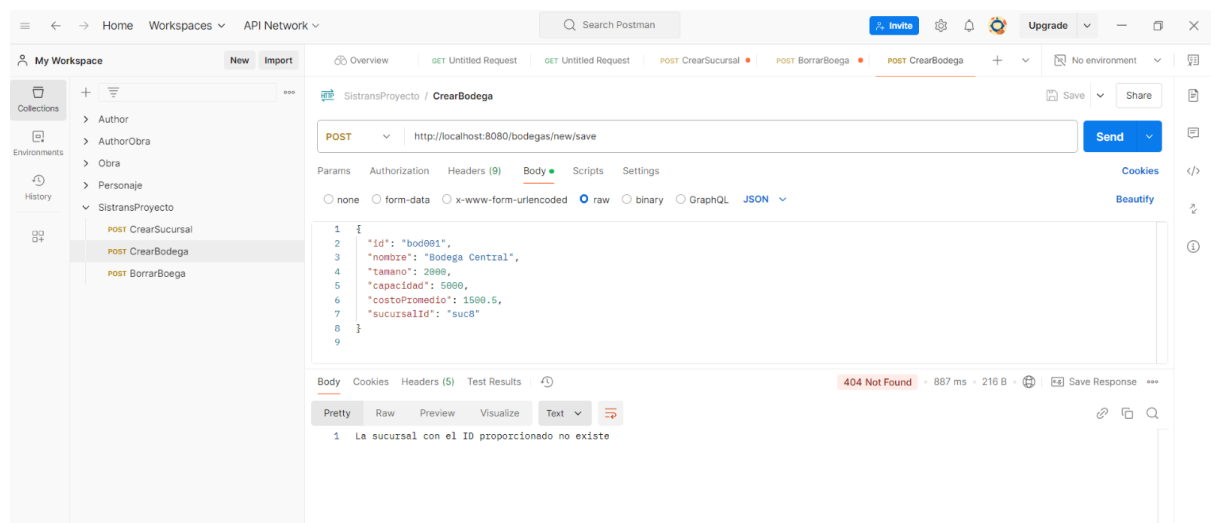 Home Workspaces API Network Search Postman Invite Upgrade
My Workspace New Import Overview GET Untitled Request GET Untitled Request POST CrearSucursal POST BorrarBoega POST CrearBodega No environment
Collections
Environments
History
Author
AuthorObra
Obra
Personaje
SistransProyecto
POST CrearSucursal
POST CrearBodega
POST BorrarBoega
HTTP SistransProyecto / CrearBodega Save Share
POST http://localhost:8080/bodegas/new/save Send
Params Authorization Headers (9) Body Scripts Settings Cookies
none form-data x-www-form-urlencoded raw binary GraphQL JSON Beautify
1 {
2 "id": "bod001",
3 "nombre": "Bodega Central",
4 "tamano": 2000,
5 "capacidad": 5000,
6 "costoPromedio": 1500.5,
7 "sucursalId": "suc8"
8 }
9
Body Cookies Headers (5) Test Results 404 Not Found 887 ms 216 B e.g. Save Response
Pretty Raw Preview Visualize Text
1 La sucursal con el ID proporcionado no existe